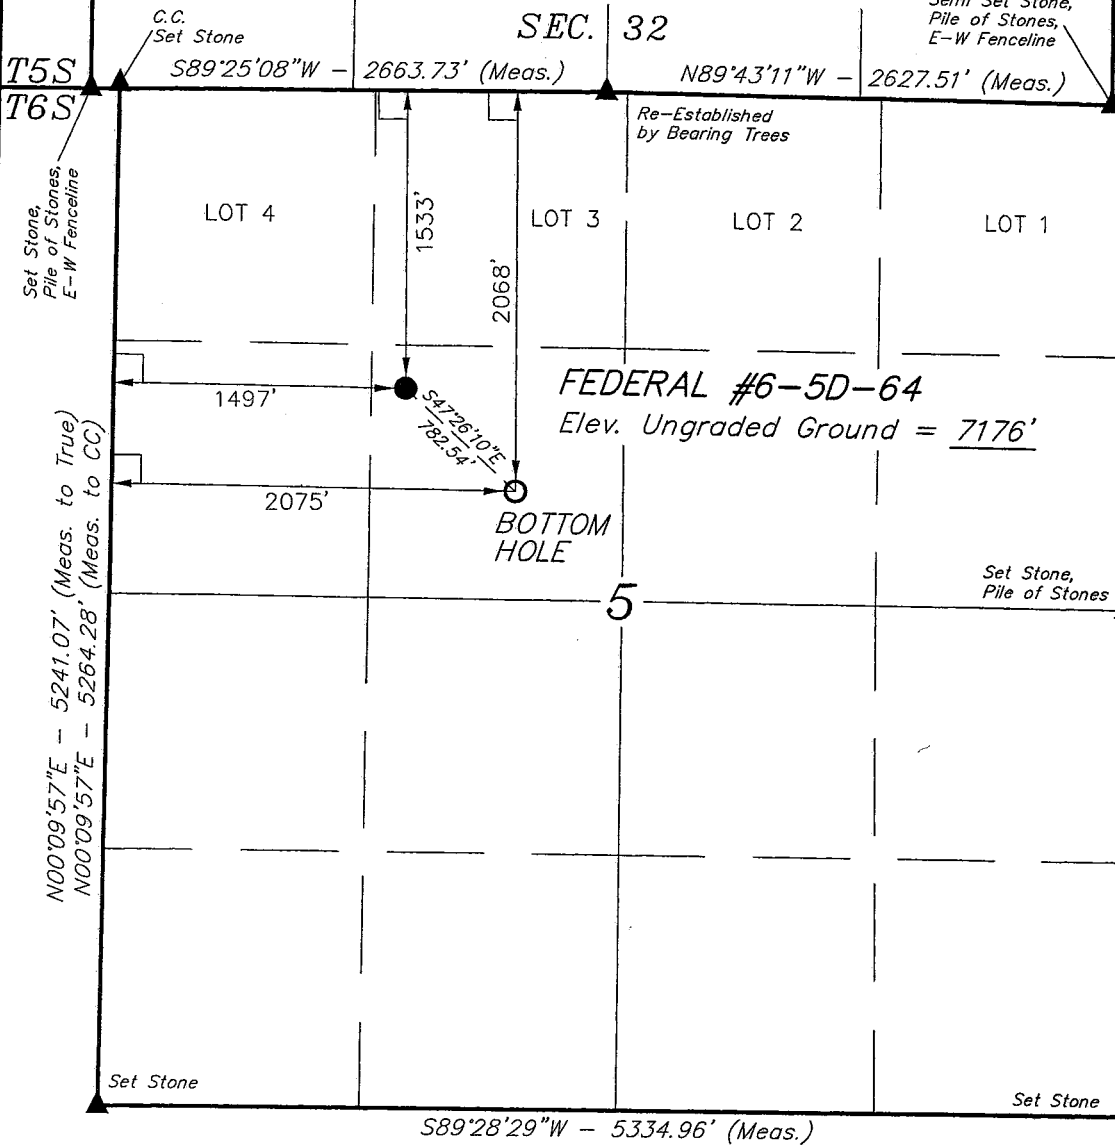 C.C.
Set Stone
SEC. 32
Semi Set Stone,
Pile of Stones,
E-W Fenceline
T5S
S89°25'08"W - 2663.73' (Meas.)
N89°43'11"W - 2627.51' (Meas.)
T6S
Re-Established
by Bearing Trees
Set Stone,
Pile of Stones,
E-W Fenceline
LOT 4
1533'
2068'
LOT 3
LOT 2
LOT 1
1497'
S47°26'10"E
782.54'
FEDERAL #6-5D-64
Elev. Ungraded Ground = 7176'
2075'
BOTTOM
HOLE
N00°09'57"E - 5241.07' (Meas. to True)
N00°09'57"E - 5264.28' (Meas. to CC)
Set Stone,
Pile of Stones
5
Set Stone
Set Stone
S89°28'29"W - 5334.96' (Meas.)